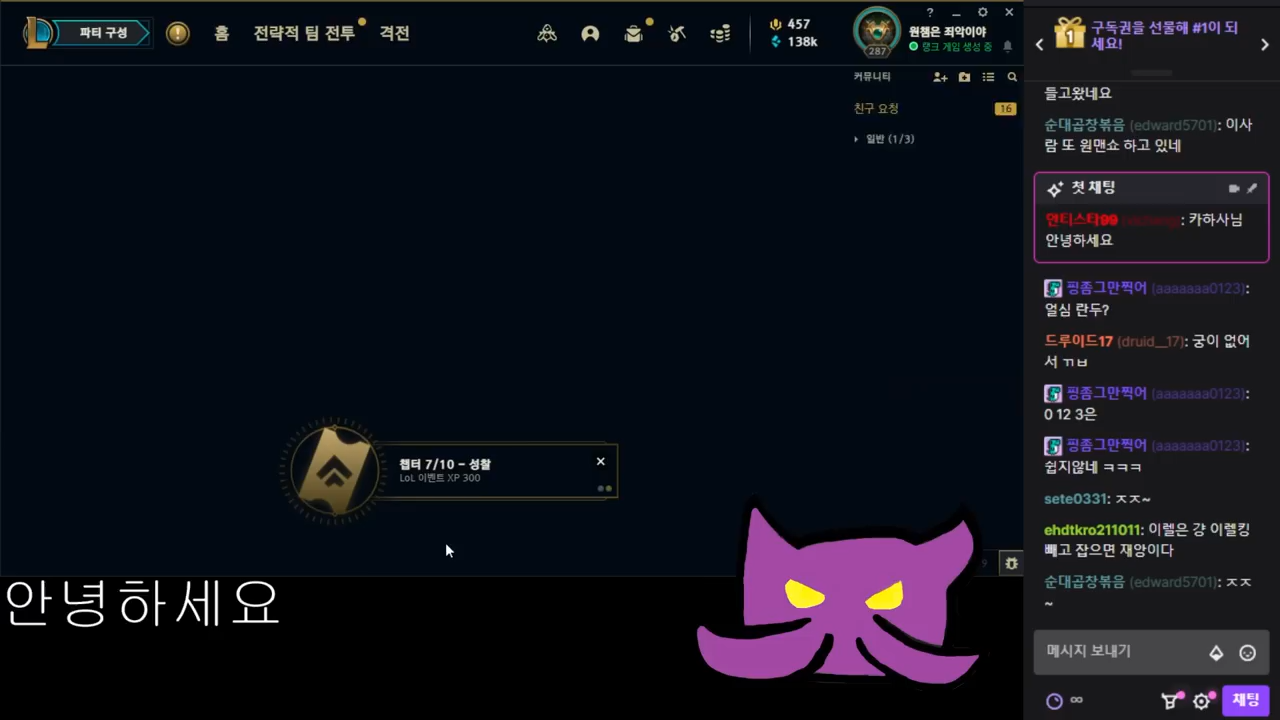 파티 구성
홈
전략적 팀 전투
격전
457
138k
287
원챔은 죄악이야
랭크 게임 생성 중
커뮤니티
친구 요청
16
일반 (1/3)
챕터 7/10 - 성찰
LoL 이벤트 XP 300
안녕하세요
1
구독권을 선물해 #1이 되
세요!
들고왔네요
순대곱창볶음 (edward5701): 이사
람 또 원맨쇼 하고 있네
첫 채팅
안티스타99 : 카하사님
안녕하세요
핑좀그만찍어 (aaaaaaa0123):
얼심 란두?
드루이드17 (druid__17): 궁이 없어
서 ㄲㅂ
핑좀그만찍어 (aaaaaaa0123):
0 12 3은
핑좀그만찍어 (aaaaaaa0123):
쉽지않네 ㅋㅋㅋ
sete0331: ㅈㅈ~
ehdtkro211011: 이렐은 걍 이렐킹
빼고 잡으면 재앙이다
순대곱창볶음 (edward5701): ㅈㅈ
~
메시지 보내기
채팅